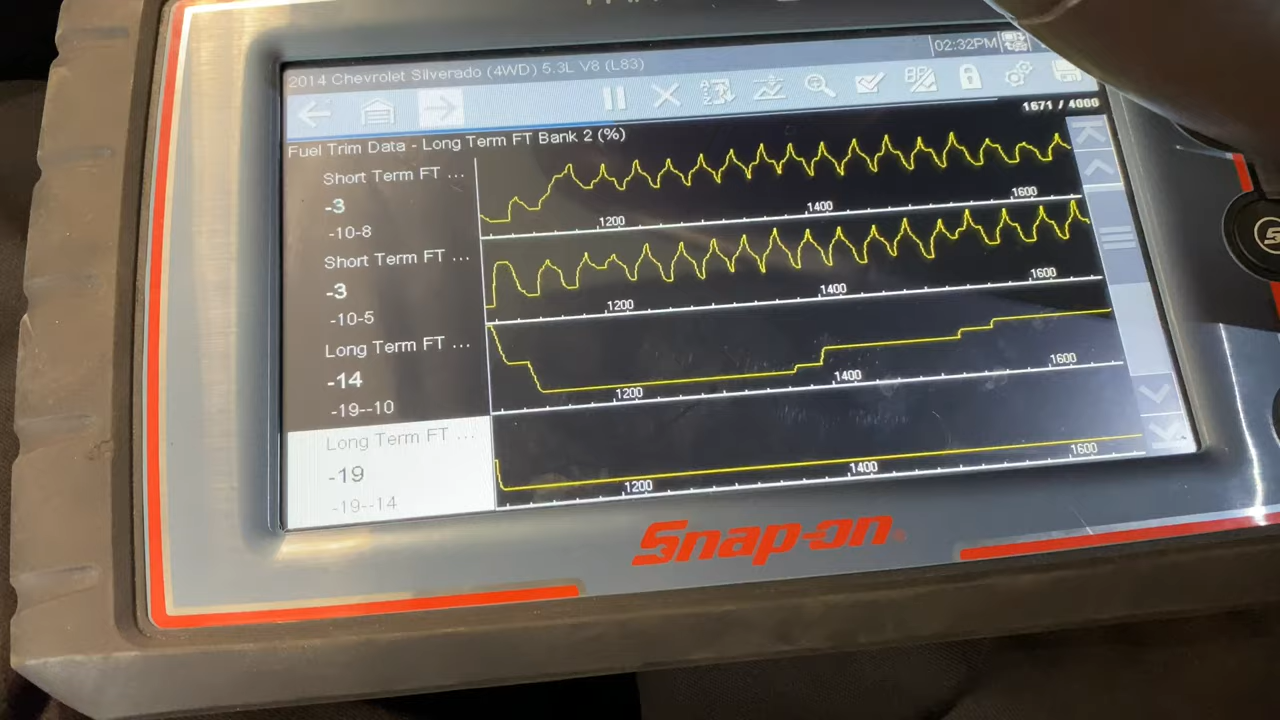 02:32PM
2014 Chevrolet Silverado (4WD) 5.3L V8 (L83)
1671 / 4000
Fuel Trim Data - Long Term FT Bank 2 (%)
Short Term FT ...
-3
-10-8
1200 1400 1600
Short Term FT ...
-3
-10-5
1200 1400 1600
Long Term FT ...
-14
-19--10
1200 1400 1600
Long Term FT ...
-19
-19--14
1200 1400 1600
Snap-on
S